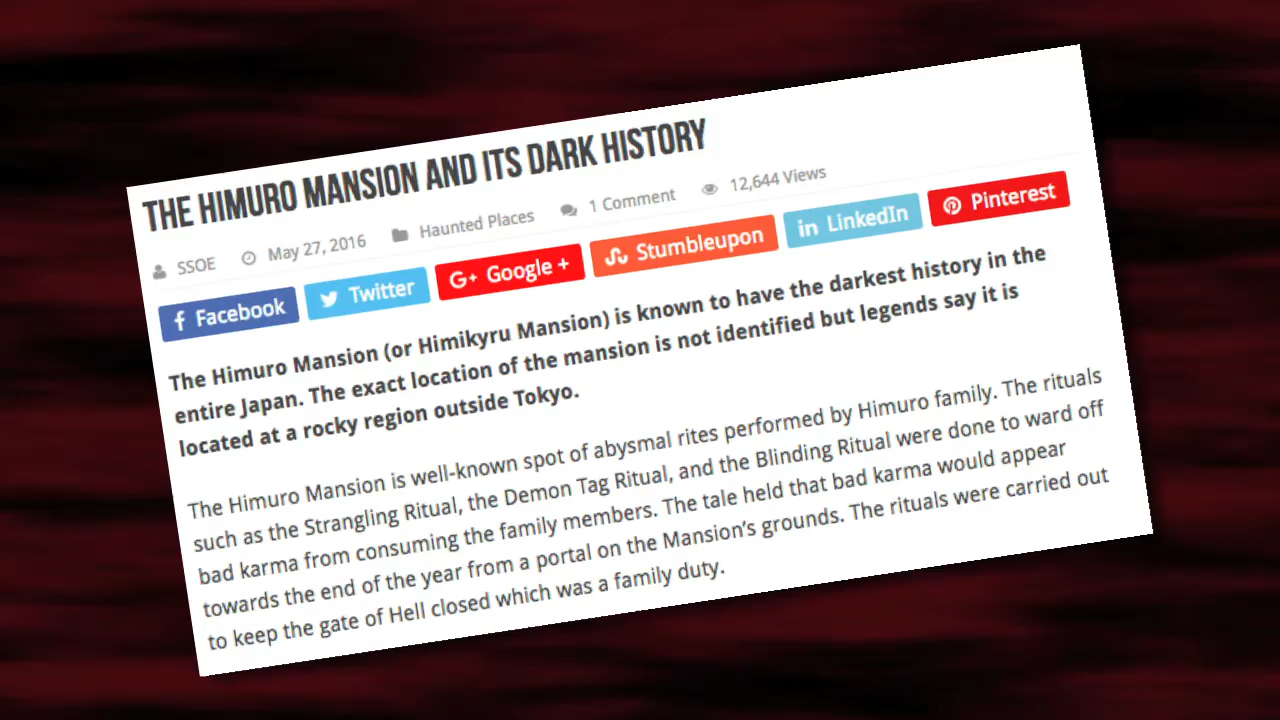 THE HIMURO MANSION AND ITS DARK HISTORY
SSOE May 27, 2016 Haunted Places 1 Comment 12,644 Views
Facebook Twitter Google + Stumbleupon LinkedIn Pinterest
The Himuro Mansion (or Himikyru Mansion) is known to have the darkest history in the
entire Japan. The exact location of the mansion is not identified but legends say it is
located at a rocky region outside Tokyo.
The Himuro Mansion is well-known spot of abysmal rites performed by Himuro family. The rituals
such as the Strangling Ritual, the Demon Tag Ritual, and the Blinding Ritual were done to ward off
bad karma from consuming the family members. The tale held that bad karma would appear
towards the end of the year from a portal on the Mansion's grounds. The rituals were carried out
to keep the gate of Hell closed which was a family duty.